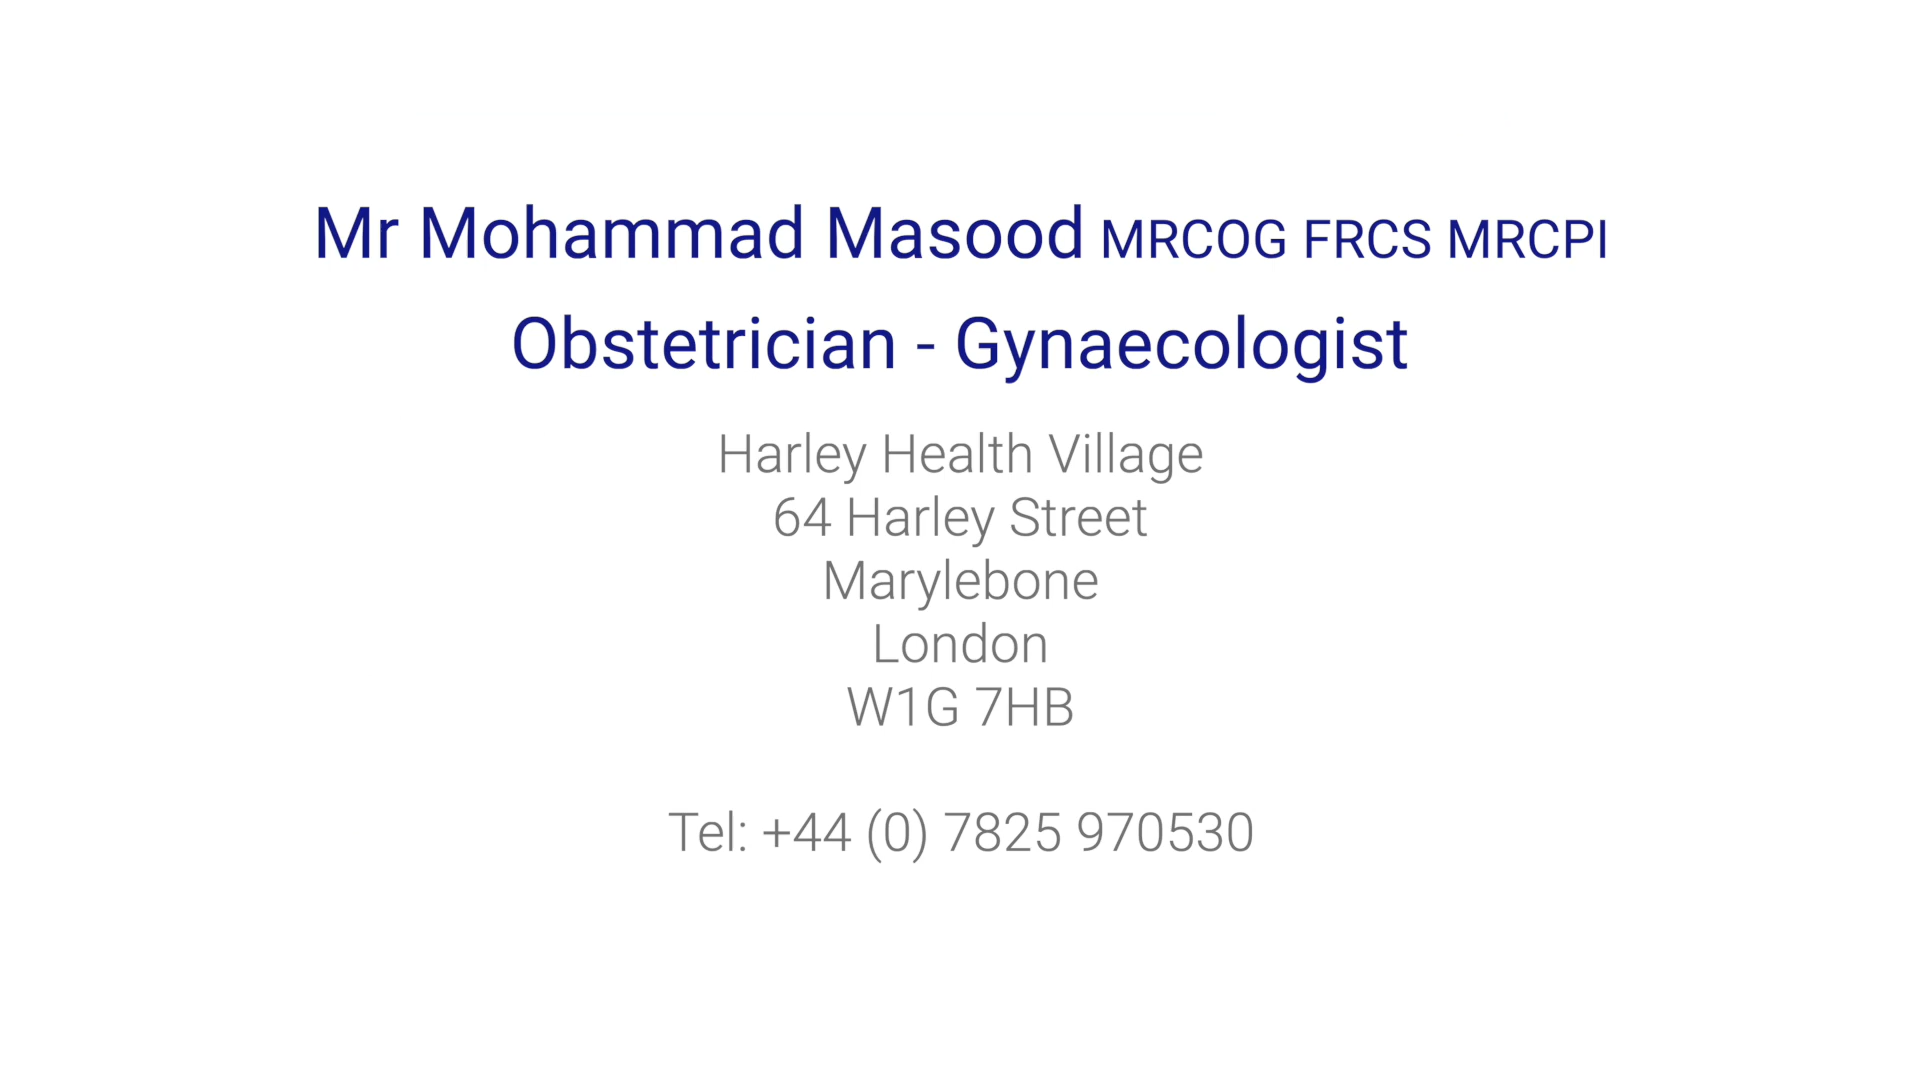 Mr Mohammad Masood MRCOG FRCS MRCPI
Obstetrician - Gynaecologist
Harley Health Village
64 Harley Street
Marylebone
London
W1G 7HB
Tel: +44 (0) 7825 970530